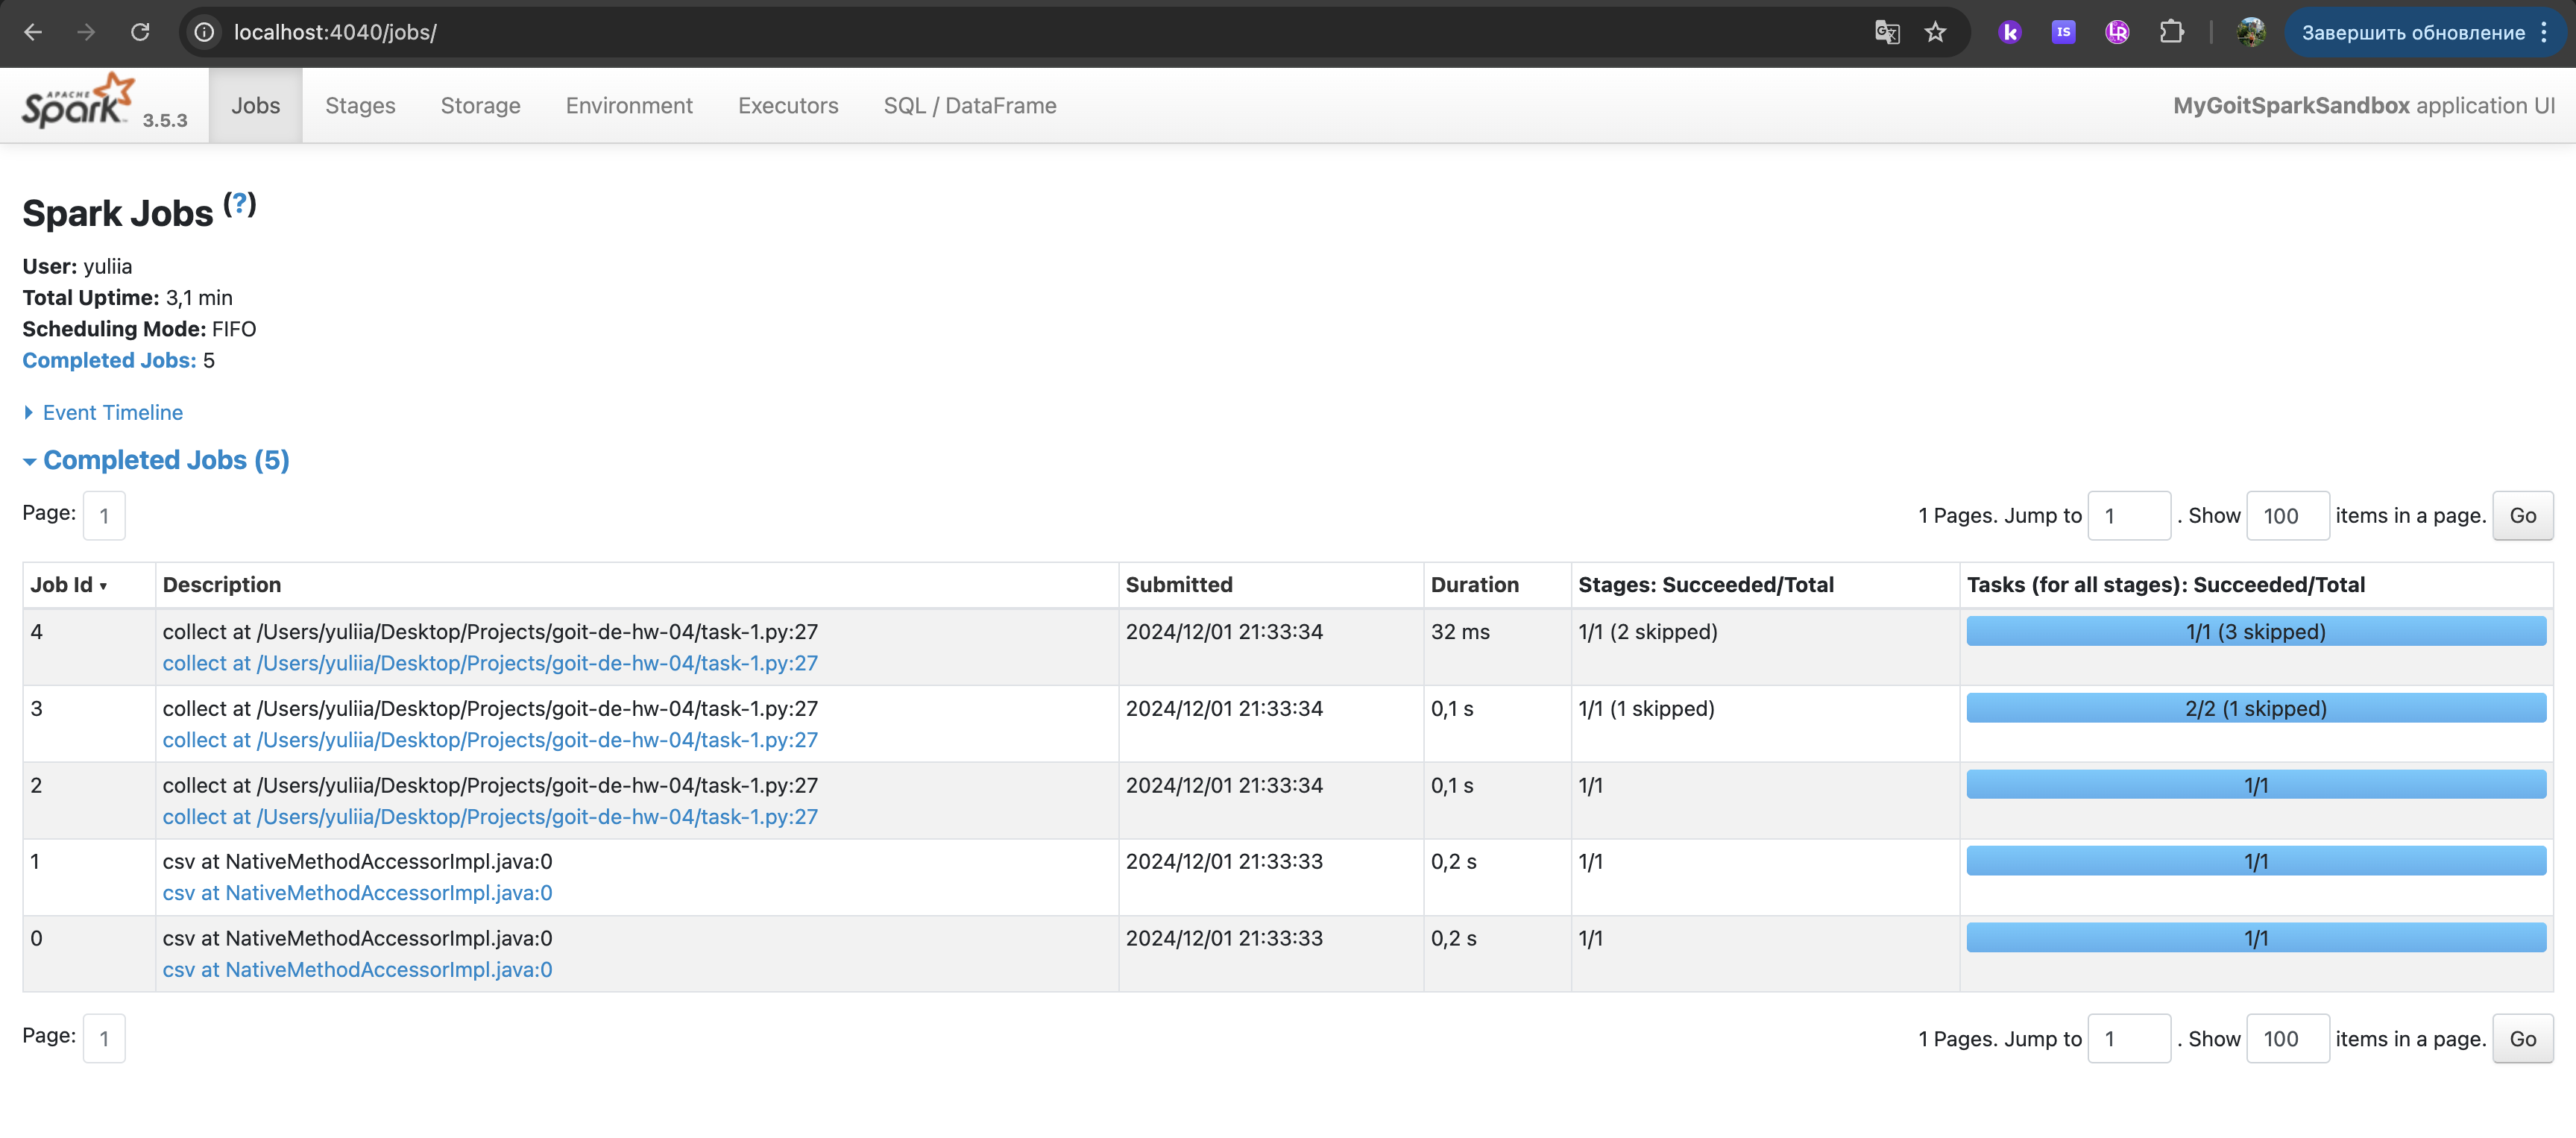 localhost:4040/jobs/
k
IS
LR
Завершить обновление
APACHE
Spark 3.5.3
Jobs
Stages
Storage
Environment
Executors
SQL / DataFrame
MyGoitSparkSandbox application UI
Spark Jobs (?)
User: yuliia
Total Uptime: 3,1 min
Scheduling Mode: FIFO
Completed Jobs: 5
Event Timeline
Completed Jobs (5)
Page: 1
1 Pages. Jump to 1 . Show 100 items in a page. Go
Job Id ▾ Description Submitted Duration Stages: Succeeded/Total Tasks (for all stages): Succeeded/Total
4 collect at /Users/yuliia/Desktop/Projects/goit-de-hw-04/task-1.py:27 2024/12/01 21:33:34 32 ms 1/1 (2 skipped) 1/1 (3 skipped)
collect at /Users/yuliia/Desktop/Projects/goit-de-hw-04/task-1.py:27
3 collect at /Users/yuliia/Desktop/Projects/goit-de-hw-04/task-1.py:27 2024/12/01 21:33:34 0,1 s 1/1 (1 skipped) 2/2 (1 skipped)
collect at /Users/yuliia/Desktop/Projects/goit-de-hw-04/task-1.py:27
2 collect at /Users/yuliia/Desktop/Projects/goit-de-hw-04/task-1.py:27 2024/12/01 21:33:34 0,1 s 1/1 1/1
collect at /Users/yuliia/Desktop/Projects/goit-de-hw-04/task-1.py:27
1 csv at NativeMethodAccessorImpl.java:0 2024/12/01 21:33:33 0,2 s 1/1 1/1
csv at NativeMethodAccessorImpl.java:0
0 csv at NativeMethodAccessorImpl.java:0 2024/12/01 21:33:33 0,2 s 1/1 1/1
csv at NativeMethodAccessorImpl.java:0
Page: 1
1 Pages. Jump to 1 . Show 100 items in a page. Go